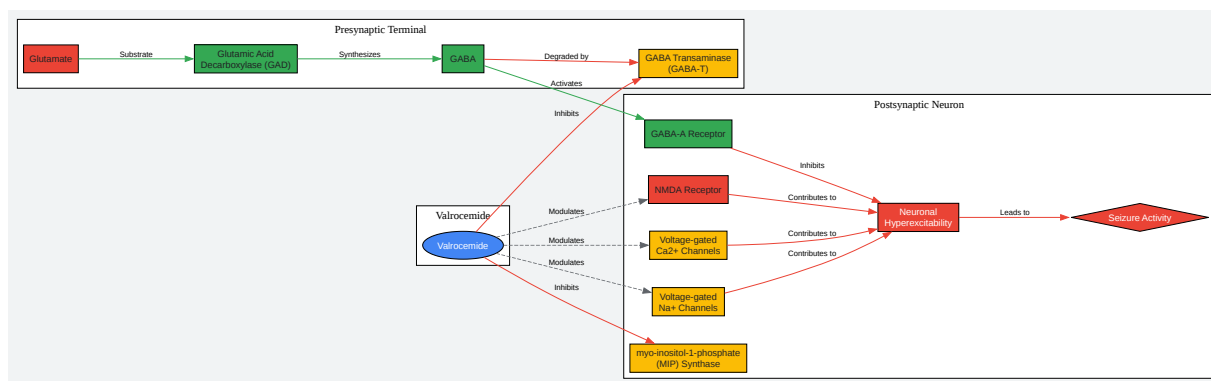 Presynaptic Terminal
Glutamate
Substrate
Glutamic Acid
Decarboxylase (GAD)
Synthesizes
GABA
Degraded by
GABA Transaminase
(GABA-T)
Activates
Inhibits
Postsynaptic Neuron
GABA-A Receptor
Inhibits
NMDA Receptor
Contributes to
Neuronal
Hyperexcitability
Leads to
Seizure Activity
Valrocemide
Valrocemide
Modulates
Modulates
Modulates
Inhibits
Voltage-gated
Ca2+ Channels
Contributes to
Voltage-gated
Na+ Channels
Contributes to
myo-inositol-1-phosphate
(MIP) Synthase